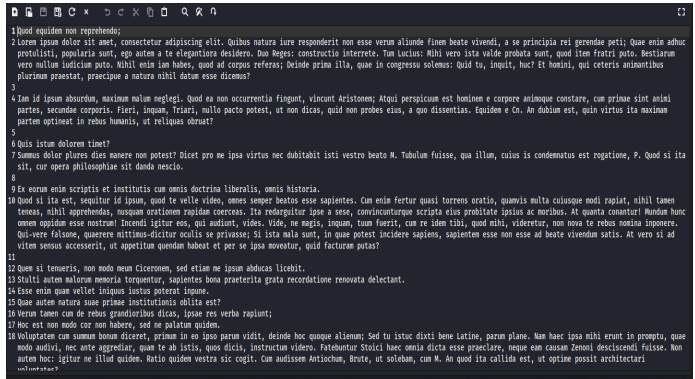 1 Quod equidem non reprehendo;
2 Lorem ipsum dolor sit amet, consectetur adipiscing elit. Quibus natura iure responderit non esse verum aliunde finem beate vivendi, a se principia rei gerendae peti; Quae enim adhuc
protulisti, popularia sunt, ego autem a te elegantiora desidero. Duo Reges: constructio interrete. Tum Lucius: Mihi vero ista valde probata sunt, quod item fratri puto. Bestiarum
vero nullum iudicium puto. Nihil enim iam habes, quod ad corpus referas; Deinde prima illa, quae in congressu solemus: Quid tu, inquit, huc? Et homini, qui ceteris animantibus
plurimum praestat, praecipue a natura nihil datum esse dicemus?
3
4 Iam id ipsum absurdum, maximum malum neglegi. Quod ea non occurrentia fingunt, vincunt Aristonem; Atqui perspicuum est hominem e corpore animoque constare, cum primae sint animi
partes, secundae corporis. Fieri, inquam, Triari, nullo pacto potest, ut non dicas, quid non probes eius, a quo dissentias. Equidem e Cn. An dubium est, quin virtus ita maximam
partem optineat in rebus humanis, ut reliquas obruat?
5
6 Quis istum dolorem timet?
7 Summus dolor plures dies manere non potest? Dicet pro me ipsa virtus nec dubitabit isti vestro beato M. Tubulum fuisse, qua illum, cuius is condemnatus est rogatione, P. Quod si ita
sit, cur opera philosophiae sit danda nescio.
8
9 Ex eorum enim scriptis et institutis cum omnis doctrina liberalis, omnis historia.
10 Quod si ita est, sequitur id ipsum, quod te velle video, omnes semper beatos esse sapientes. Cum enim fertur quasi torrens oratio, quamvis multa cuiusque modi rapiat, nihil tamen
teneas, nihil apprehendas, nusquam orationem rapidam coerceas. Ita redarguitur ipse a sese, convincunturque scripta eius probitate ipsius ac moribus. At quanta conantur! Mundum hunc
omnem oppidum esse nostrum! Incendi igitur eos, qui audiunt, vides. Vide, ne magis, inquam, tuum fuerit, cum re idem tibi, quod mihi, videretur, non nova te rebus nomina inponere.
Qui-vere falsone, quaerere mittimus-dicitur oculis se privasse; Si ista mala sunt, in quae potest incidere sapiens, sapientem esse non esse ad beate vivendum satis. At vero si ad
vitem sensus accesserit, ut appetitum quendam habeat et per se ipsa moveatur, quid facturam putas?
11
12 Quem si tenueris, non modo meum Ciceronem, sed etiam me ipsum abducas licebit.
13 Stulti autem malorum memoria torquentur, sapientes bona praeterita grata recordatione renovata delectant.
14 Esse enim quam vellet iniquus iustus poterat inpune.
15 Quae autem natura suae primae institutionis oblita est?
16 Verum tamen cum de rebus grandioribus dicas, ipsae res verba rapiunt;
17 Hoc est non modo cor non habere, sed ne palatum quidem.
18 Voluptatem cum summum bonum diceret, primum in eo ipso parum vidit, deinde hoc quoque alienum; Sed tu istuc dixti bene Latine, parum plane. Nam haec ipsa mihi erunt in promptu, quae
modo audivi, nec ante aggrediar, quam te ab istis, quos dicis, instructum videro. Fatebuntur Stoici haec omnia dicta esse praeclare, neque eam causam Zenoni desciscendi fuisse. Non
autem hoc: igitur ne illud quidem. Ratio quidem vestra sic cogit. Cum audissem Antiochum, Brute, ut solebam, cum M. An quod ita callida est, ut optime possit architectari
voluptates?